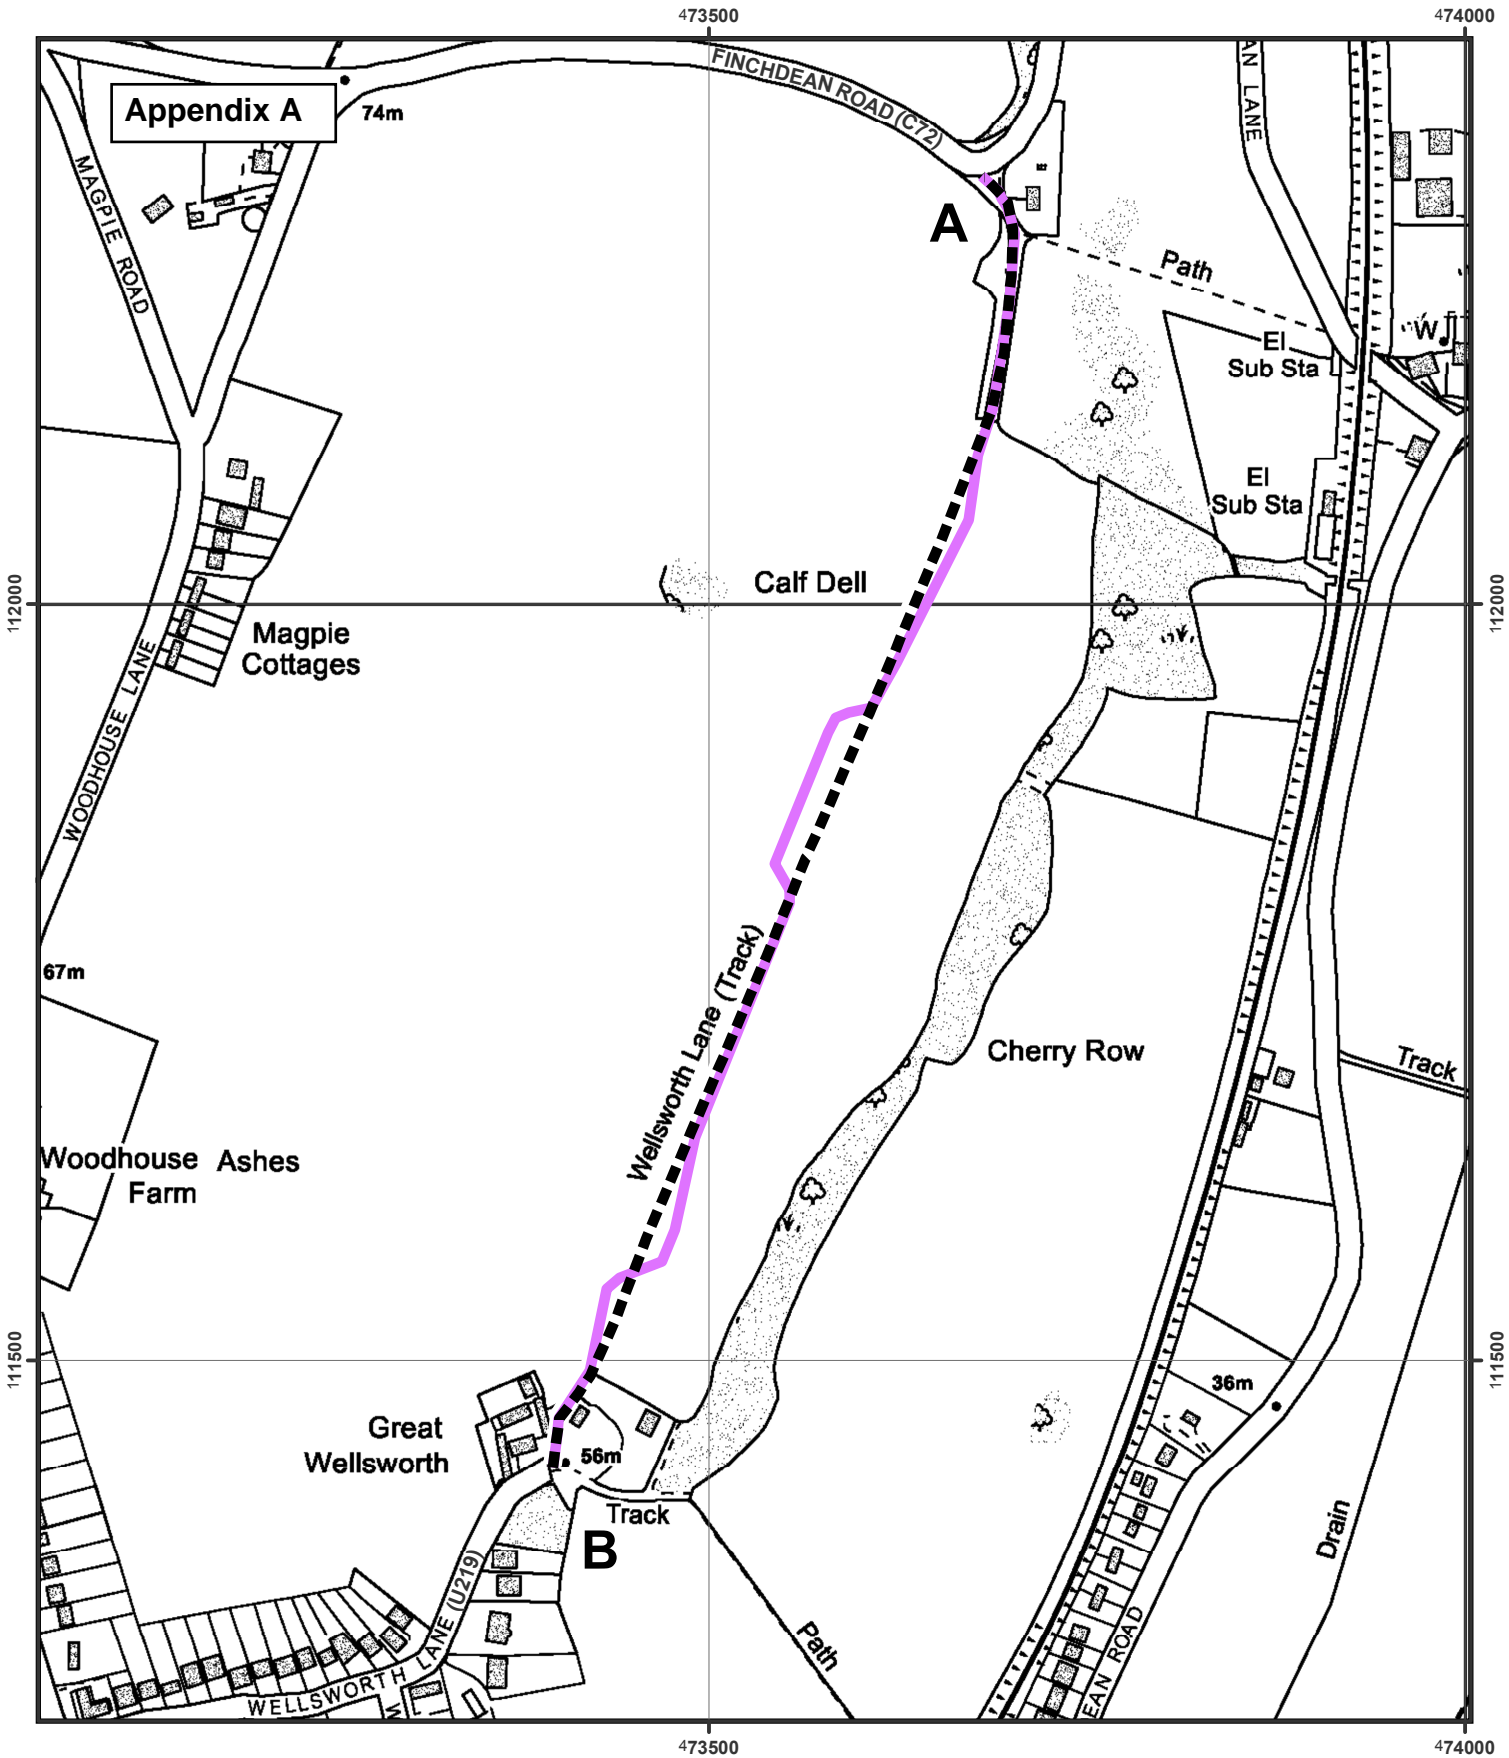 473500
474000
FINCHDEAN ROAD (C72)
AN LANE
Appendix A
74m
MAGPIE ROAD
A
Path
W
El
Sub Sta
El
Sub Sta
Calf Dell
112000
112000
Magpie
Cottages
WOODHOUSE LANE
67m
Wellsworth Lane (Track)
Cherry Row
Track
Woodhouse Ashes
Farm
111500
111500
36m
Great
Wellsworth
56m
Track
B
Drain
LANE (U219)
Path
EAN ROAD
WELLSWORTH
W
473500
474000